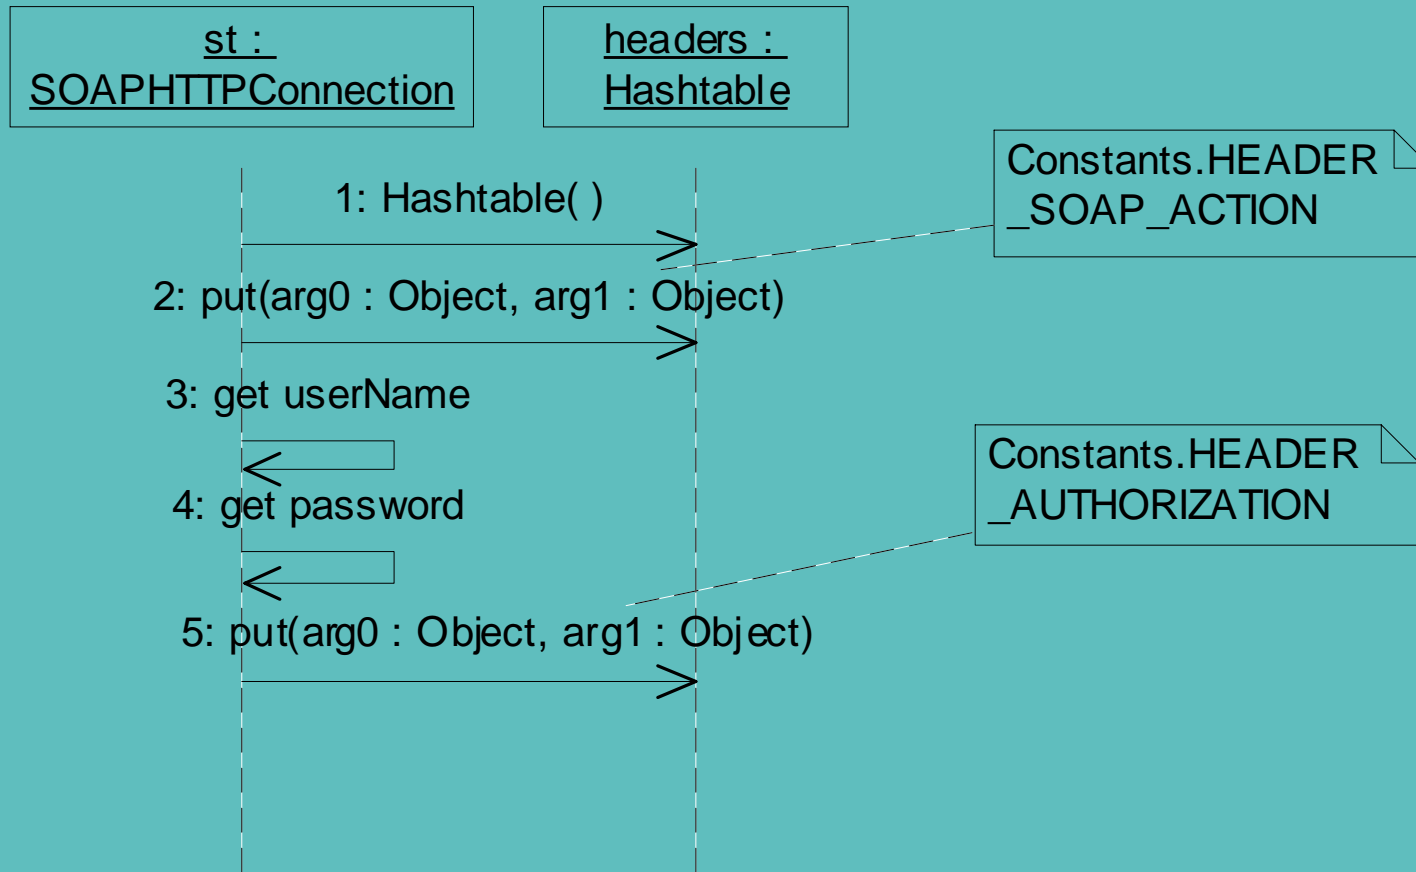 st :
SOAPHTTPConnection
headers :
Hashtable
Constants.HEADER
_SOAP_ACTION
1: Hashtable( )
2: put(arg0 : Object, arg1 : Object)
3: get userName
Constants.HEADER
_AUTHORIZATION
4: get password
5: put(arg0 : Object, arg1 : Object)